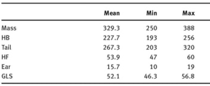 Mean Min Max
Mass 329.3 250 388
HB 227.7 193 256
Tail 267.3 203 320
HF 53.9 47 60
Ear 15.7 10 19
GLS 52.1 46.3 56.8